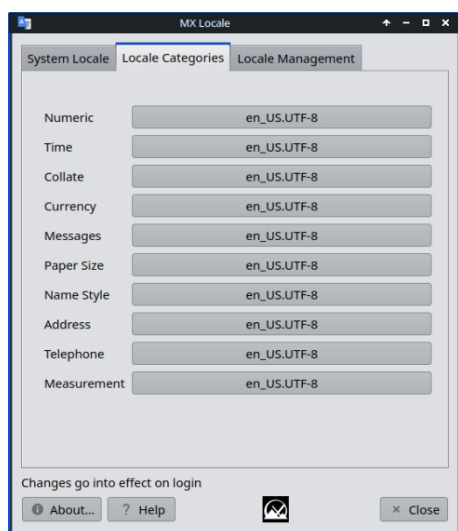 MX Locale
System Locale Locale Categories Locale Management
Numeric en_US.UTF-8
Time en_US.UTF-8
Collate en_US.UTF-8
Currency en_US.UTF-8
Messages en_US.UTF-8
Paper Size en_US.UTF-8
Name Style en_US.UTF-8
Address en_US.UTF-8
Telephone en_US.UTF-8
Measurement en_US.UTF-8
Changes go into effect on login
About... ? Help × Close